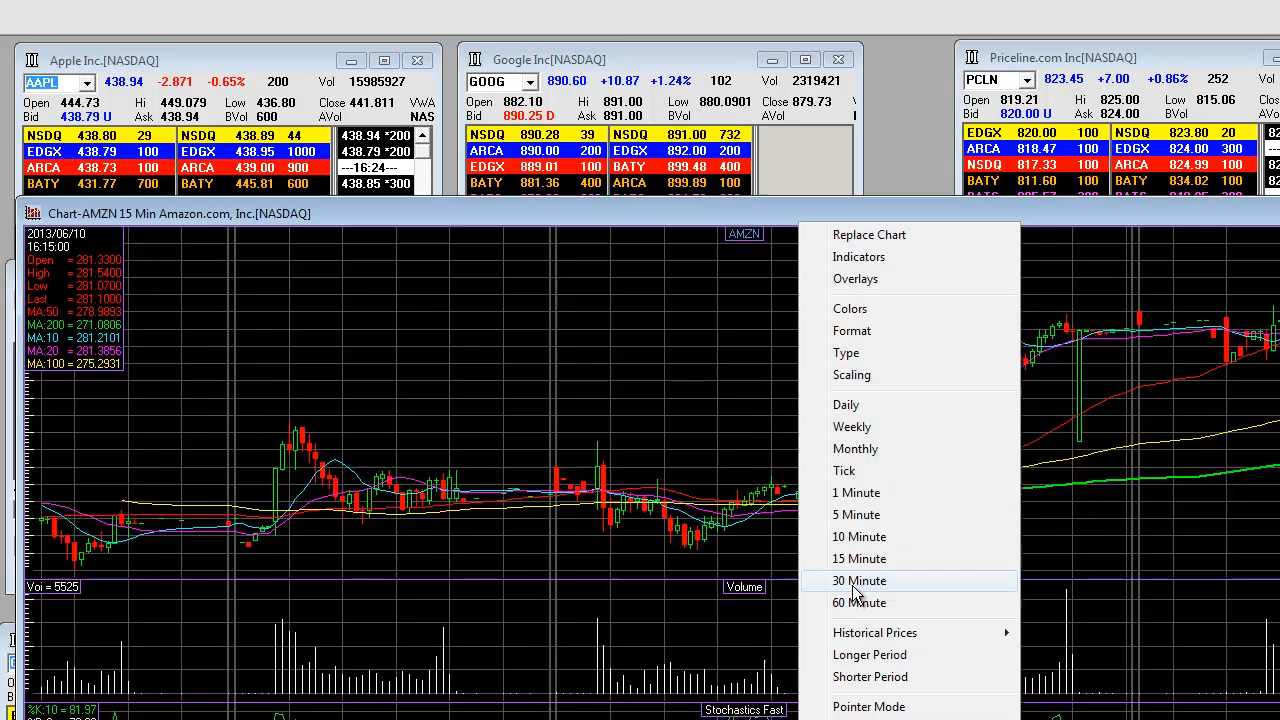 Apple Inc.[NASDAQ]
AAPL 438.94 -2.871 -0.65% 200 Vol 15985927
Open 444.73 Hi 449.079 Low 436.80 Close 441.811 VWA
Bid 438.79 U Ask 438.94 BVol 600 AVol NAS
NSDQ 438.80 29 NSDQ 438.89 44 438.94 *200
EDGX 438.79 100 EDGX 438.95 1000 438.79 *200
ARCA 438.73 100 ARCA 439.00 900 ---16:24---
BATY 431.77 700 BATY 445.81 600 438.85 *300
Google Inc[NASDAQ]
GOOG 890.60 +10.87 +1.24% 102 Vol 2319421
Open 882.10 Hi 891.00 Low 880.0901 Close 879.73
Bid 890.25 D Ask 891.00 BVol AVol
NSDQ 890.28 39 NSDQ 891.00 732
ARCA 890.00 200 EDGX 892.00 200
EDGX 889.01 100 BATY 899.48 400
BATY 881.36 400 ARCA 899.89 100
Priceline.com Inc[NASDAQ]
PCLN 823.45 +7.00 +0.86% 252 Vol
Open 819.21 Hi 825.00 Low 815.06 Close
Bid 820.00 U Ask 824.00 BVol AVol
EDGX 820.00 100 NSDQ 823.80 20
ARCA 818.47 100 EDGX 824.00 300
NSDQ 817.33 100 ARCA 824.99 100
BATY 811.60 100 BATY 834.02 100
Chart-AMZN 15 Min Amazon.com, Inc.[NASDAQ]
2013/06/10
16:15:00
Open = 281.3300
High = 281.5400
Low = 281.0700
Last = 281.1000
MA:50 = 278.9893
MA:200 = 271.0806
MA:10 = 281.2101
MA:20 = 281.3856
MA:100 = 275.2931
AMZN
Replace Chart
Indicators
Overlays
Colors
Format
Type
Scaling
Daily
Weekly
Monthly
Tick
1 Minute
5 Minute
10 Minute
15 Minute
30 Minute
60 Minute
Historical Prices
Longer Period
Shorter Period
Pointer Mode
Vol = 5525
Volume
%K:10 = 81.97
Stochastics Fast